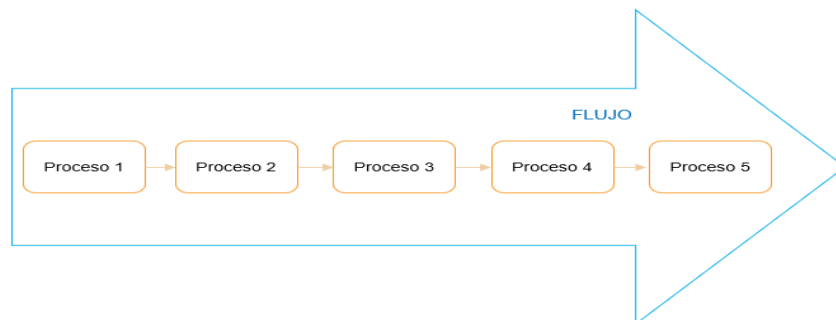 FLUJO
Proceso 1
Proceso 2
Proceso 3
Proceso 4
Proceso 5